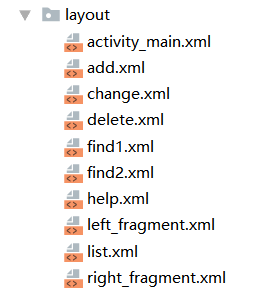 layout
activity_main.xml
add.xml
change.xml
delete.xml
find1.xml
find2.xml
help.xml
left_fragment.xml
list.xml
right_fragment.xml